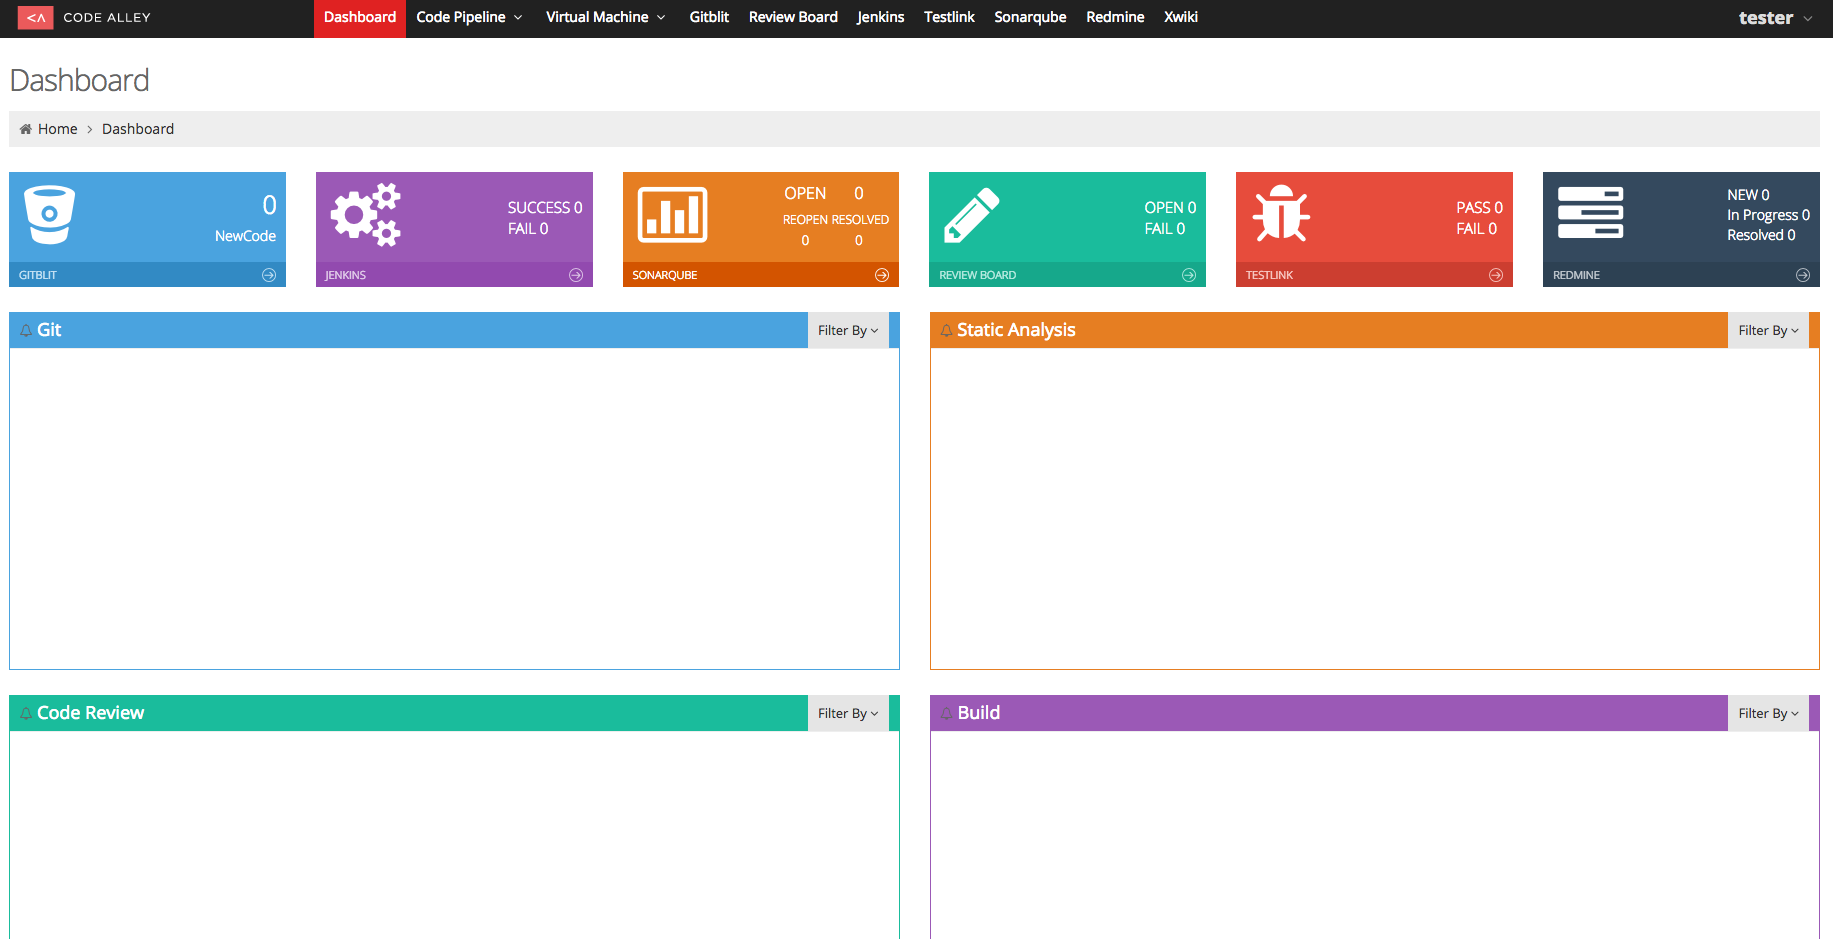 <Λ CODE ALLEY Dashboard Code Pipeline Virtual Machine Gitblit Review Board Jenkins Testlink Sonarqube Redmine Xwiki tester
Dashboard
Home > Dashboard
0
NewCode
GITBLIT
SUCCESS 0
FAIL 0
JENKINS
OPEN 0
REOPEN RESOLVED
0 0
SONARQUBE
OPEN 0
FAIL 0
REVIEW BOARD
PASS 0
FAIL 0
TESTLINK
NEW 0
In Progress 0
Resolved 0
REDMINE
Git Filter By
Static Analysis Filter By
Code Review Filter By
Build Filter By